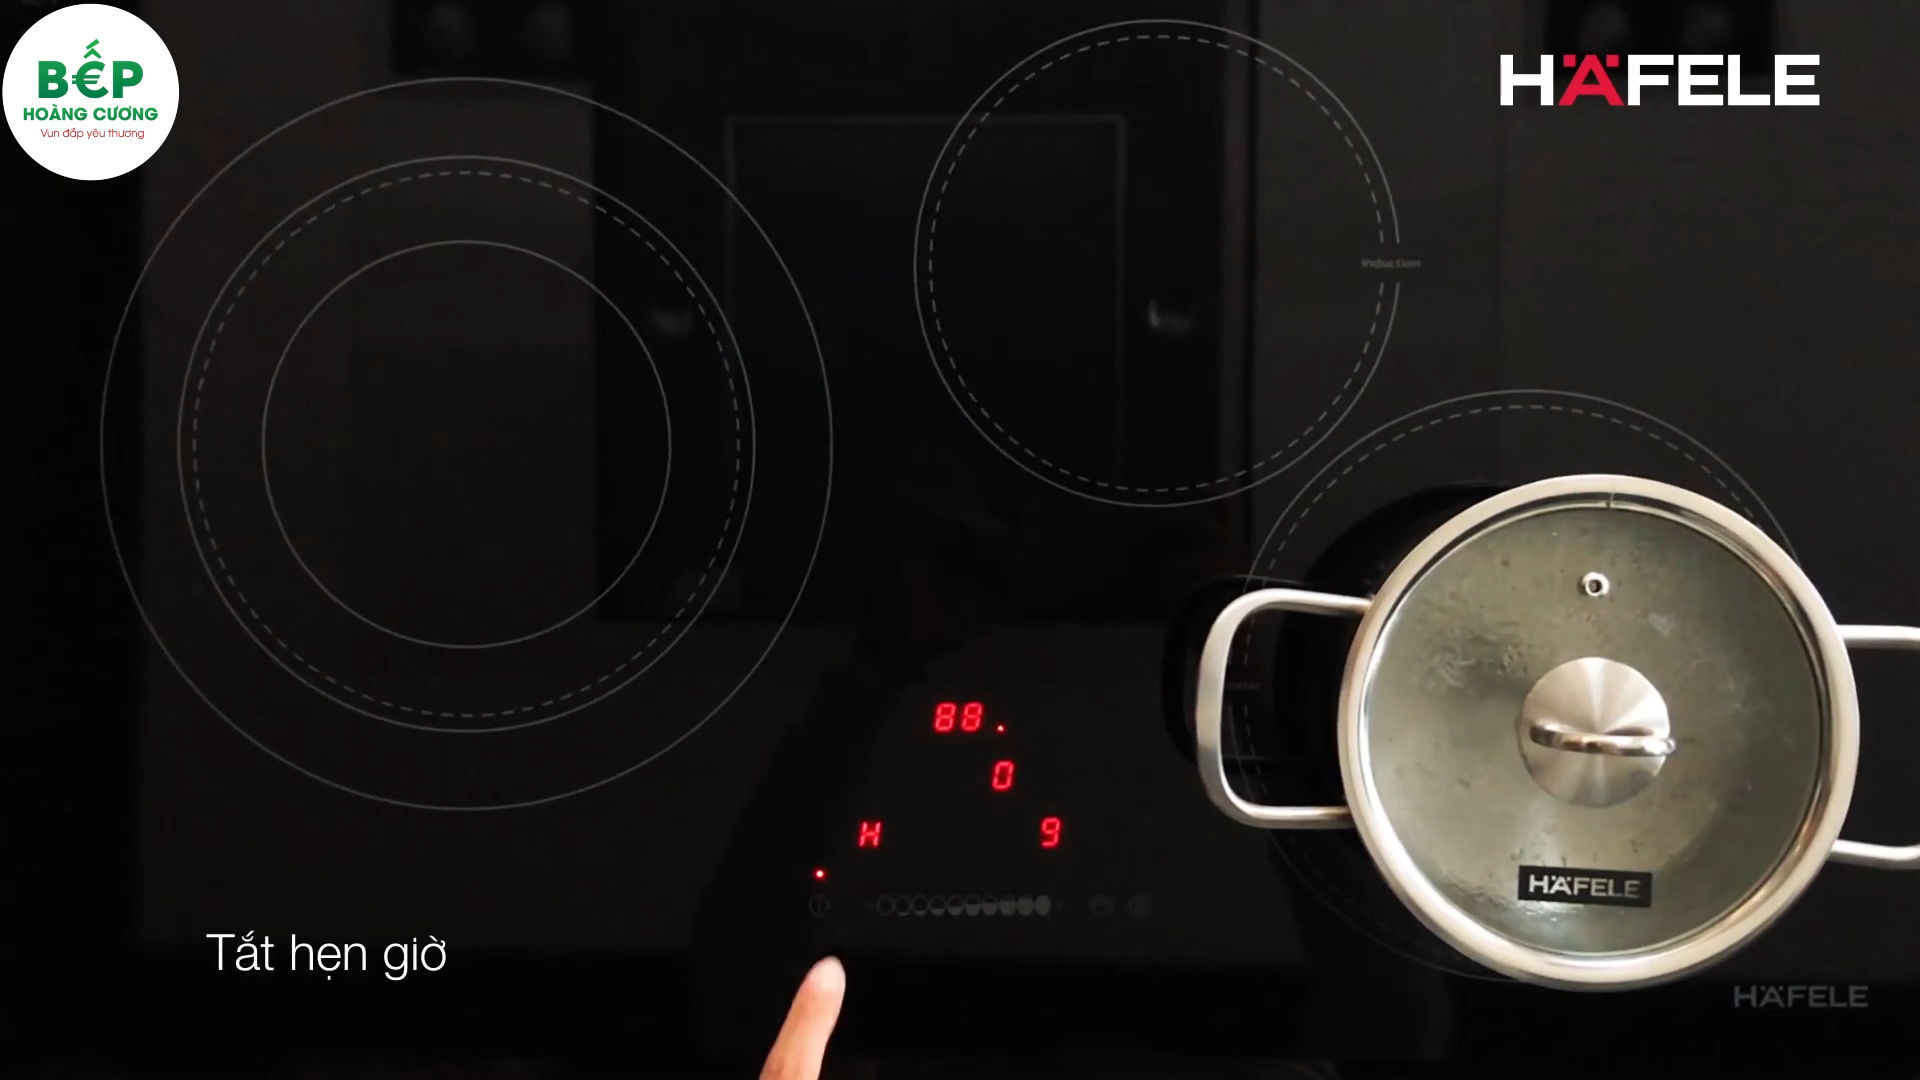 BẾP
HOÀNG CƯƠNG
Vun đắp yêu thương
HÄFELE
Induction
88.
0
H
9
Tắt hẹn giờ
HÄFELE
HÄFELE